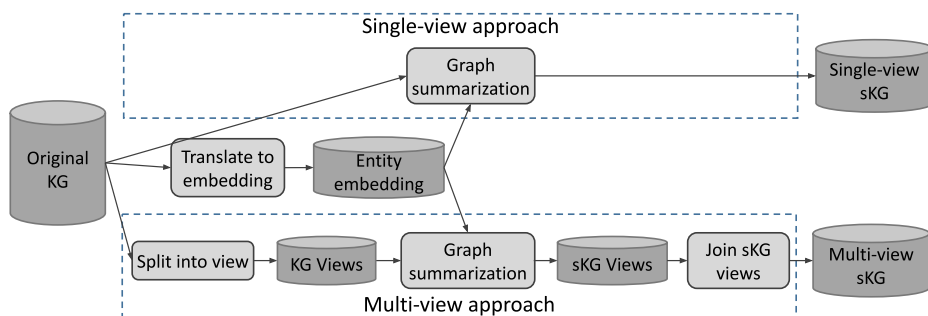 Single-view approach
Graph
summarization
Single-view
sKG
Original
KG
Translate to
embedding
Entity
embedding
Split into view
KG Views
Graph
summarization
sKG Views
Join sKG
views
Multi-view
sKG
Multi-view approach